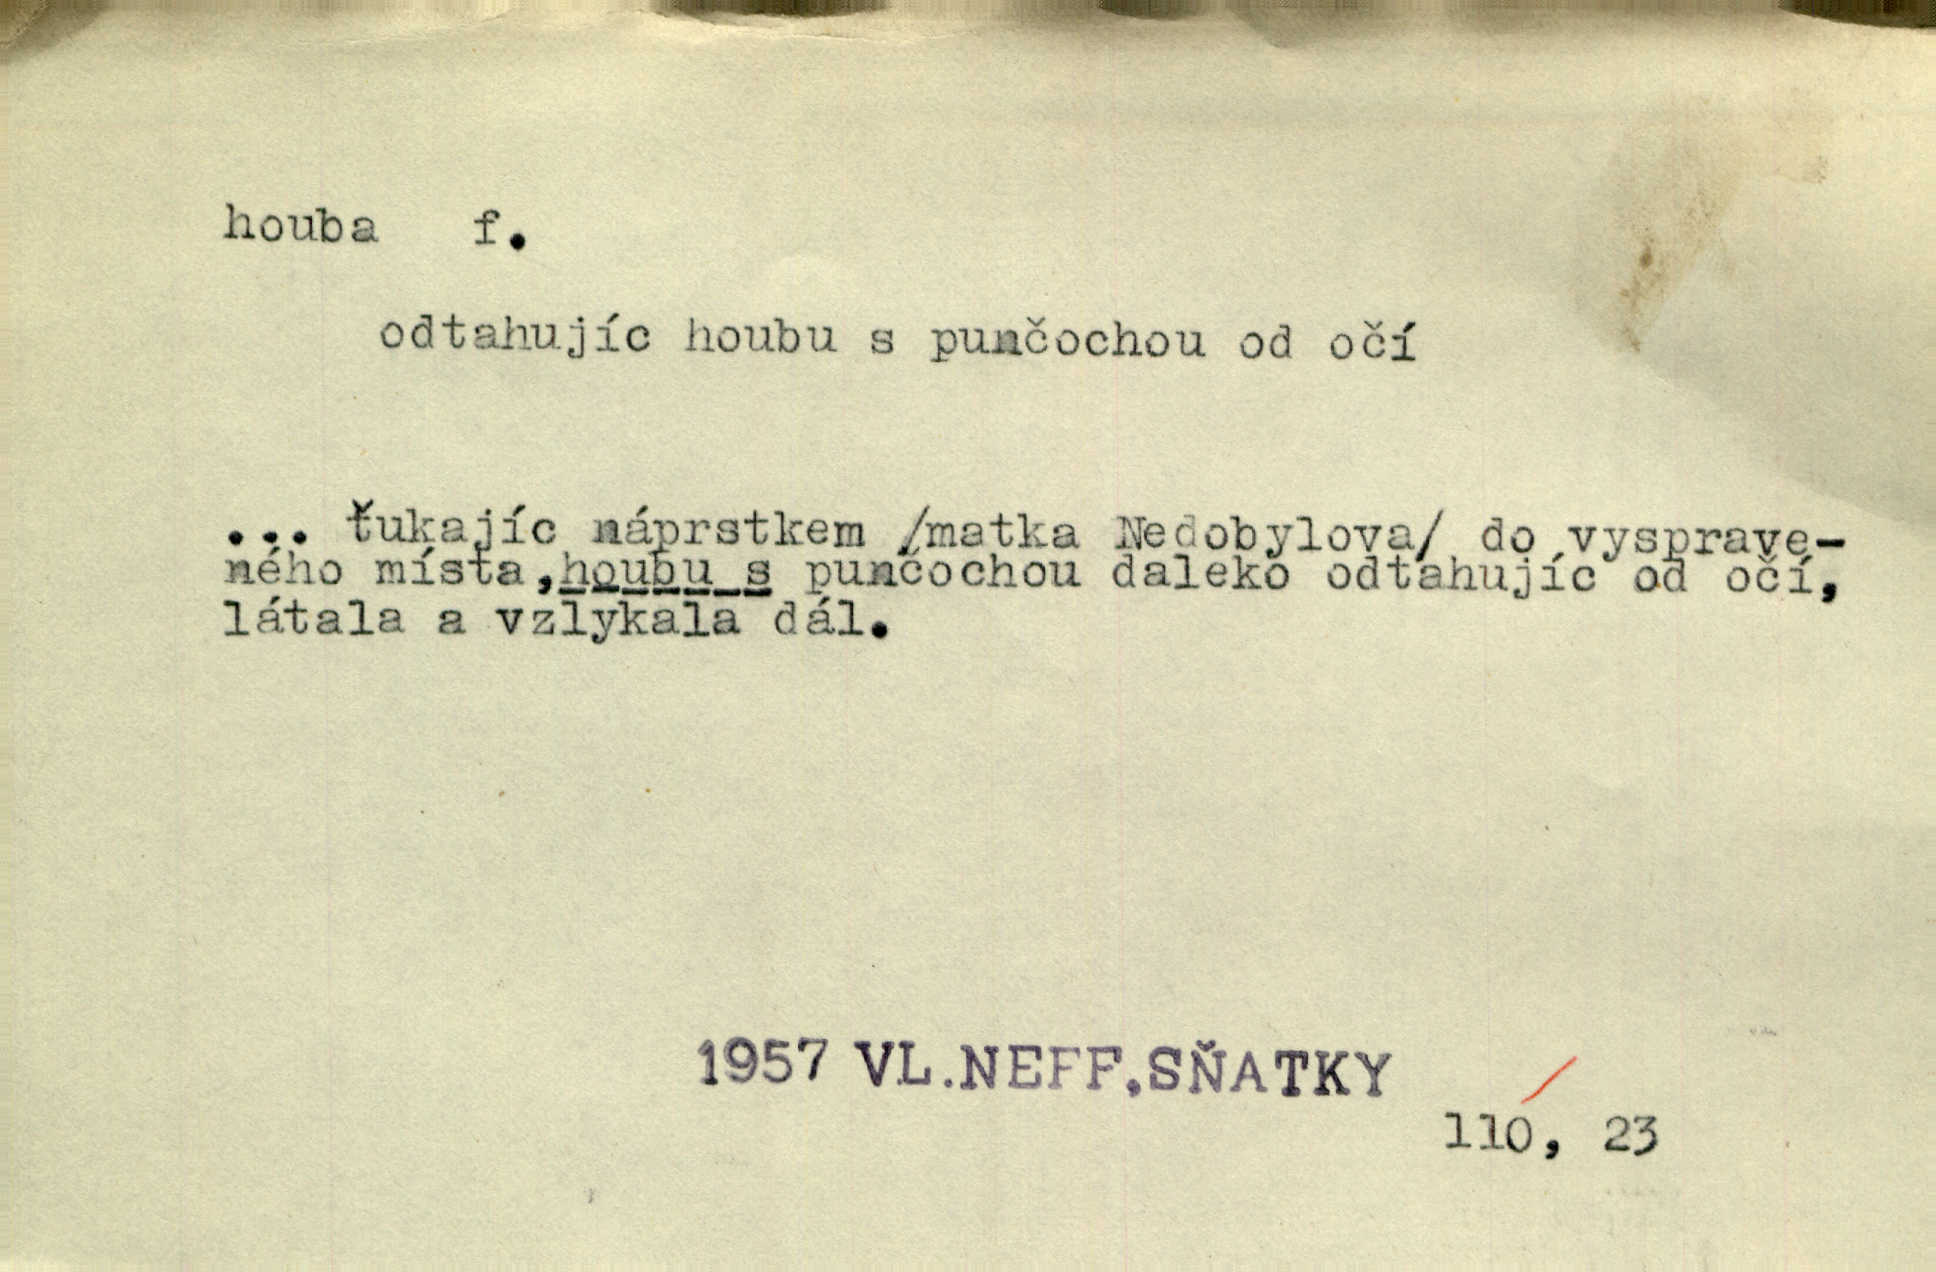 houba f.
odtahujíc houbu s punčochou od očí
... ťukajíc náprstkem /matka Nedobylova/ do vysprave-
ného místa,houbu s punčochou daleko odtahujíc od očí,
látala a vzlykala dál.
1957 VL.NEFF,SŇATKY
110, 23